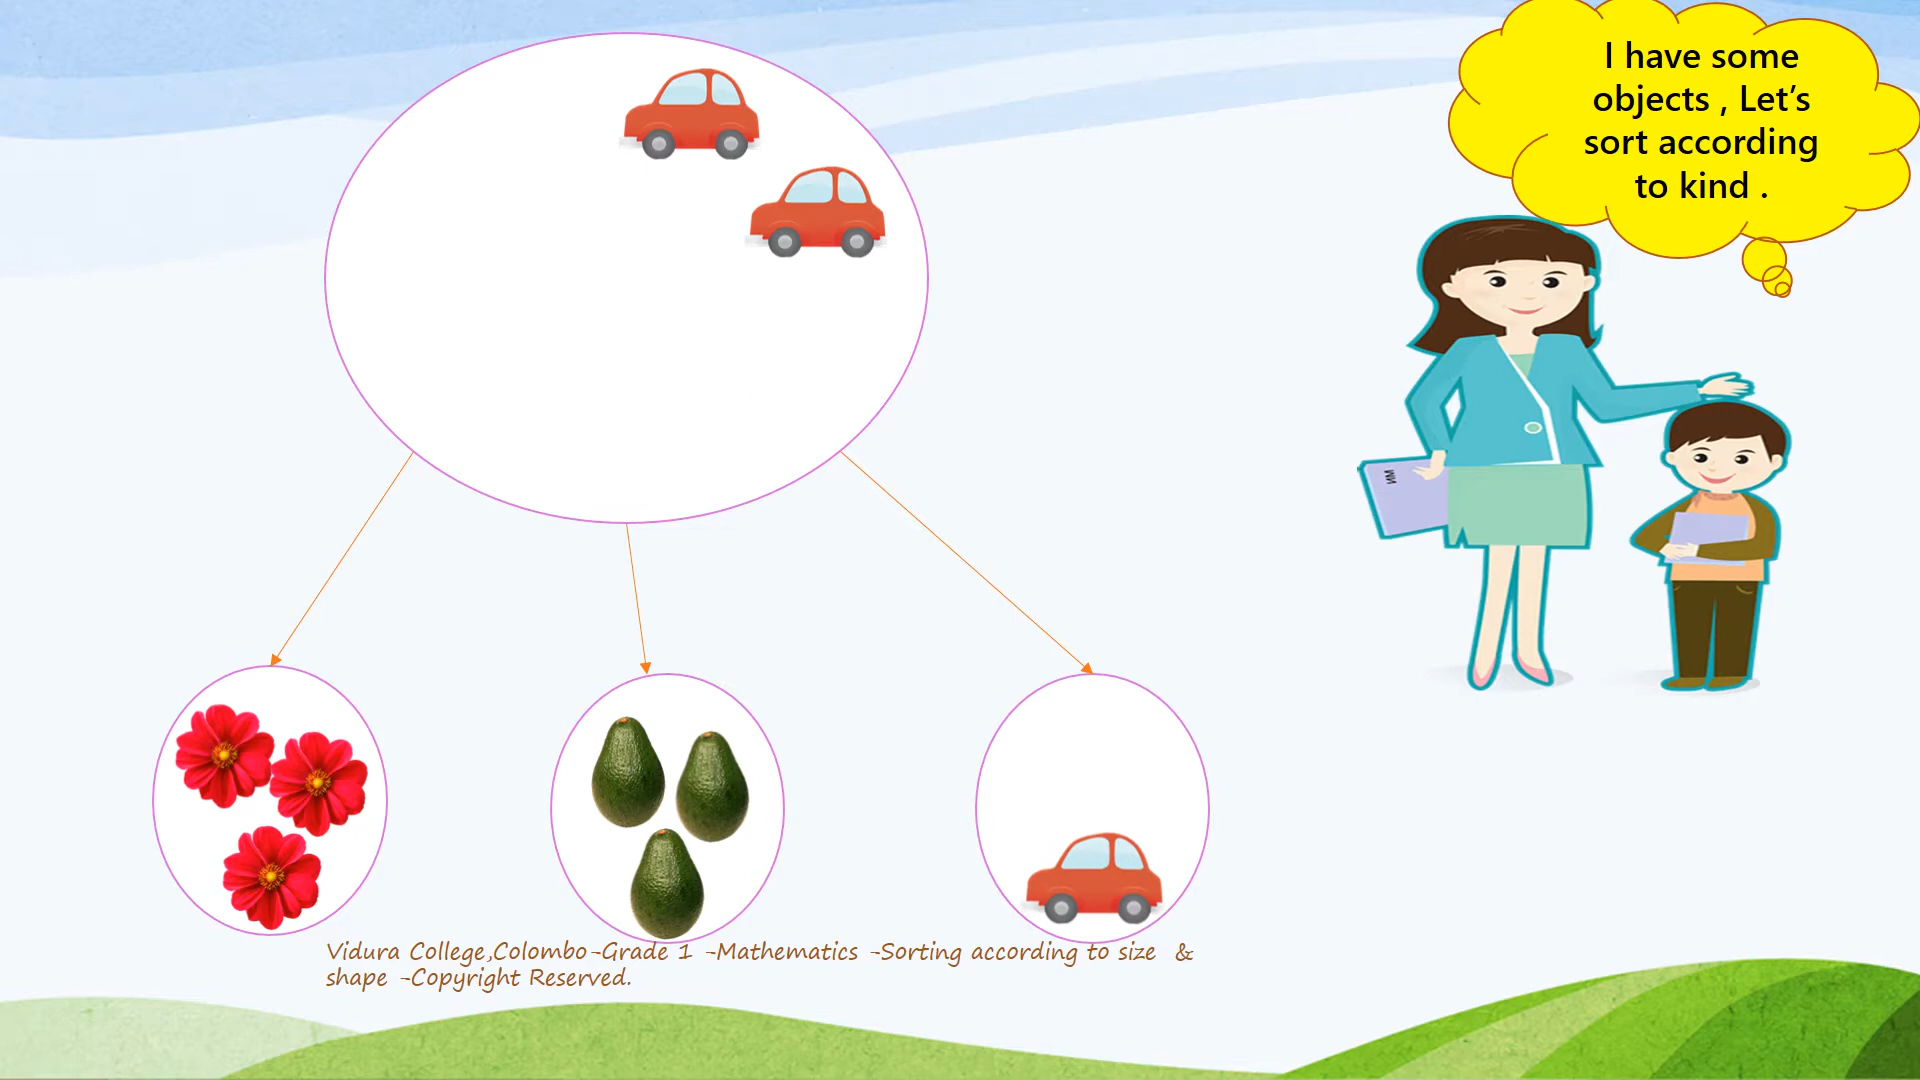 I have some
objects , Let’s
sort according
to kind .
ИМ
Vidura College,Colombo-Grade 1 -Mathematics -Sorting according to size &
shape -Copyright Reserved.